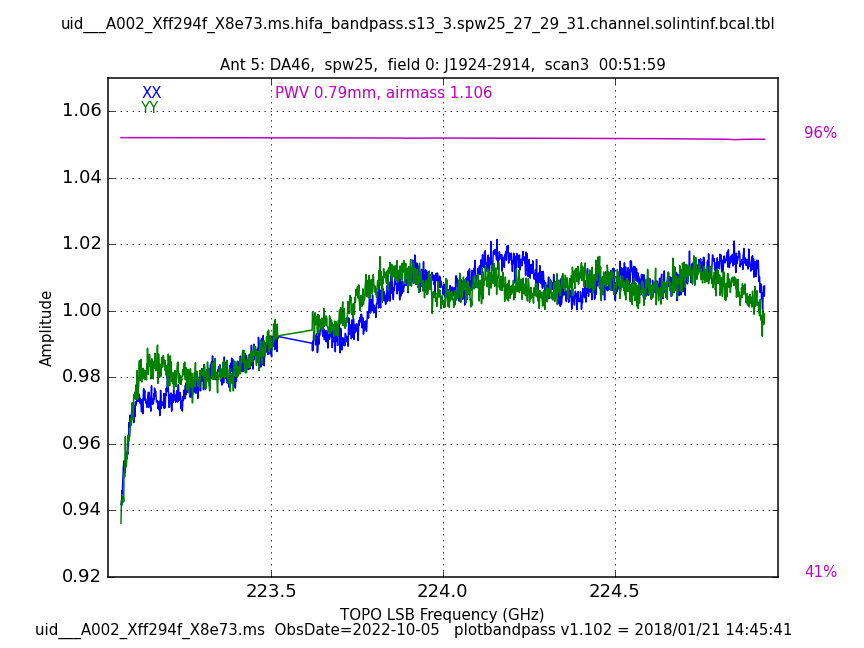 uid___A002_Xff294f_X8e73.ms.hifa_bandpass.s13_3.spw25_27_29_31.channel.solintinf.bcal.tbl
Ant 5: DA46,  spw25,  field 0: J1924-2914,  scan3  00:51:59
XX
PWV 0.79mm, airmass 1.106
YY
1.06
96%
1.04
1.02
1.00
Amplitude
0.98
0.96
0.94
0.92
41%
223.5
224.0
224.5
TOPO LSB Frequency (GHz)
uid___A002_Xff294f_X8e73.ms  ObsDate=2022-10-05   plotbandpass v1.102 = 2018/01/21 14:45:41